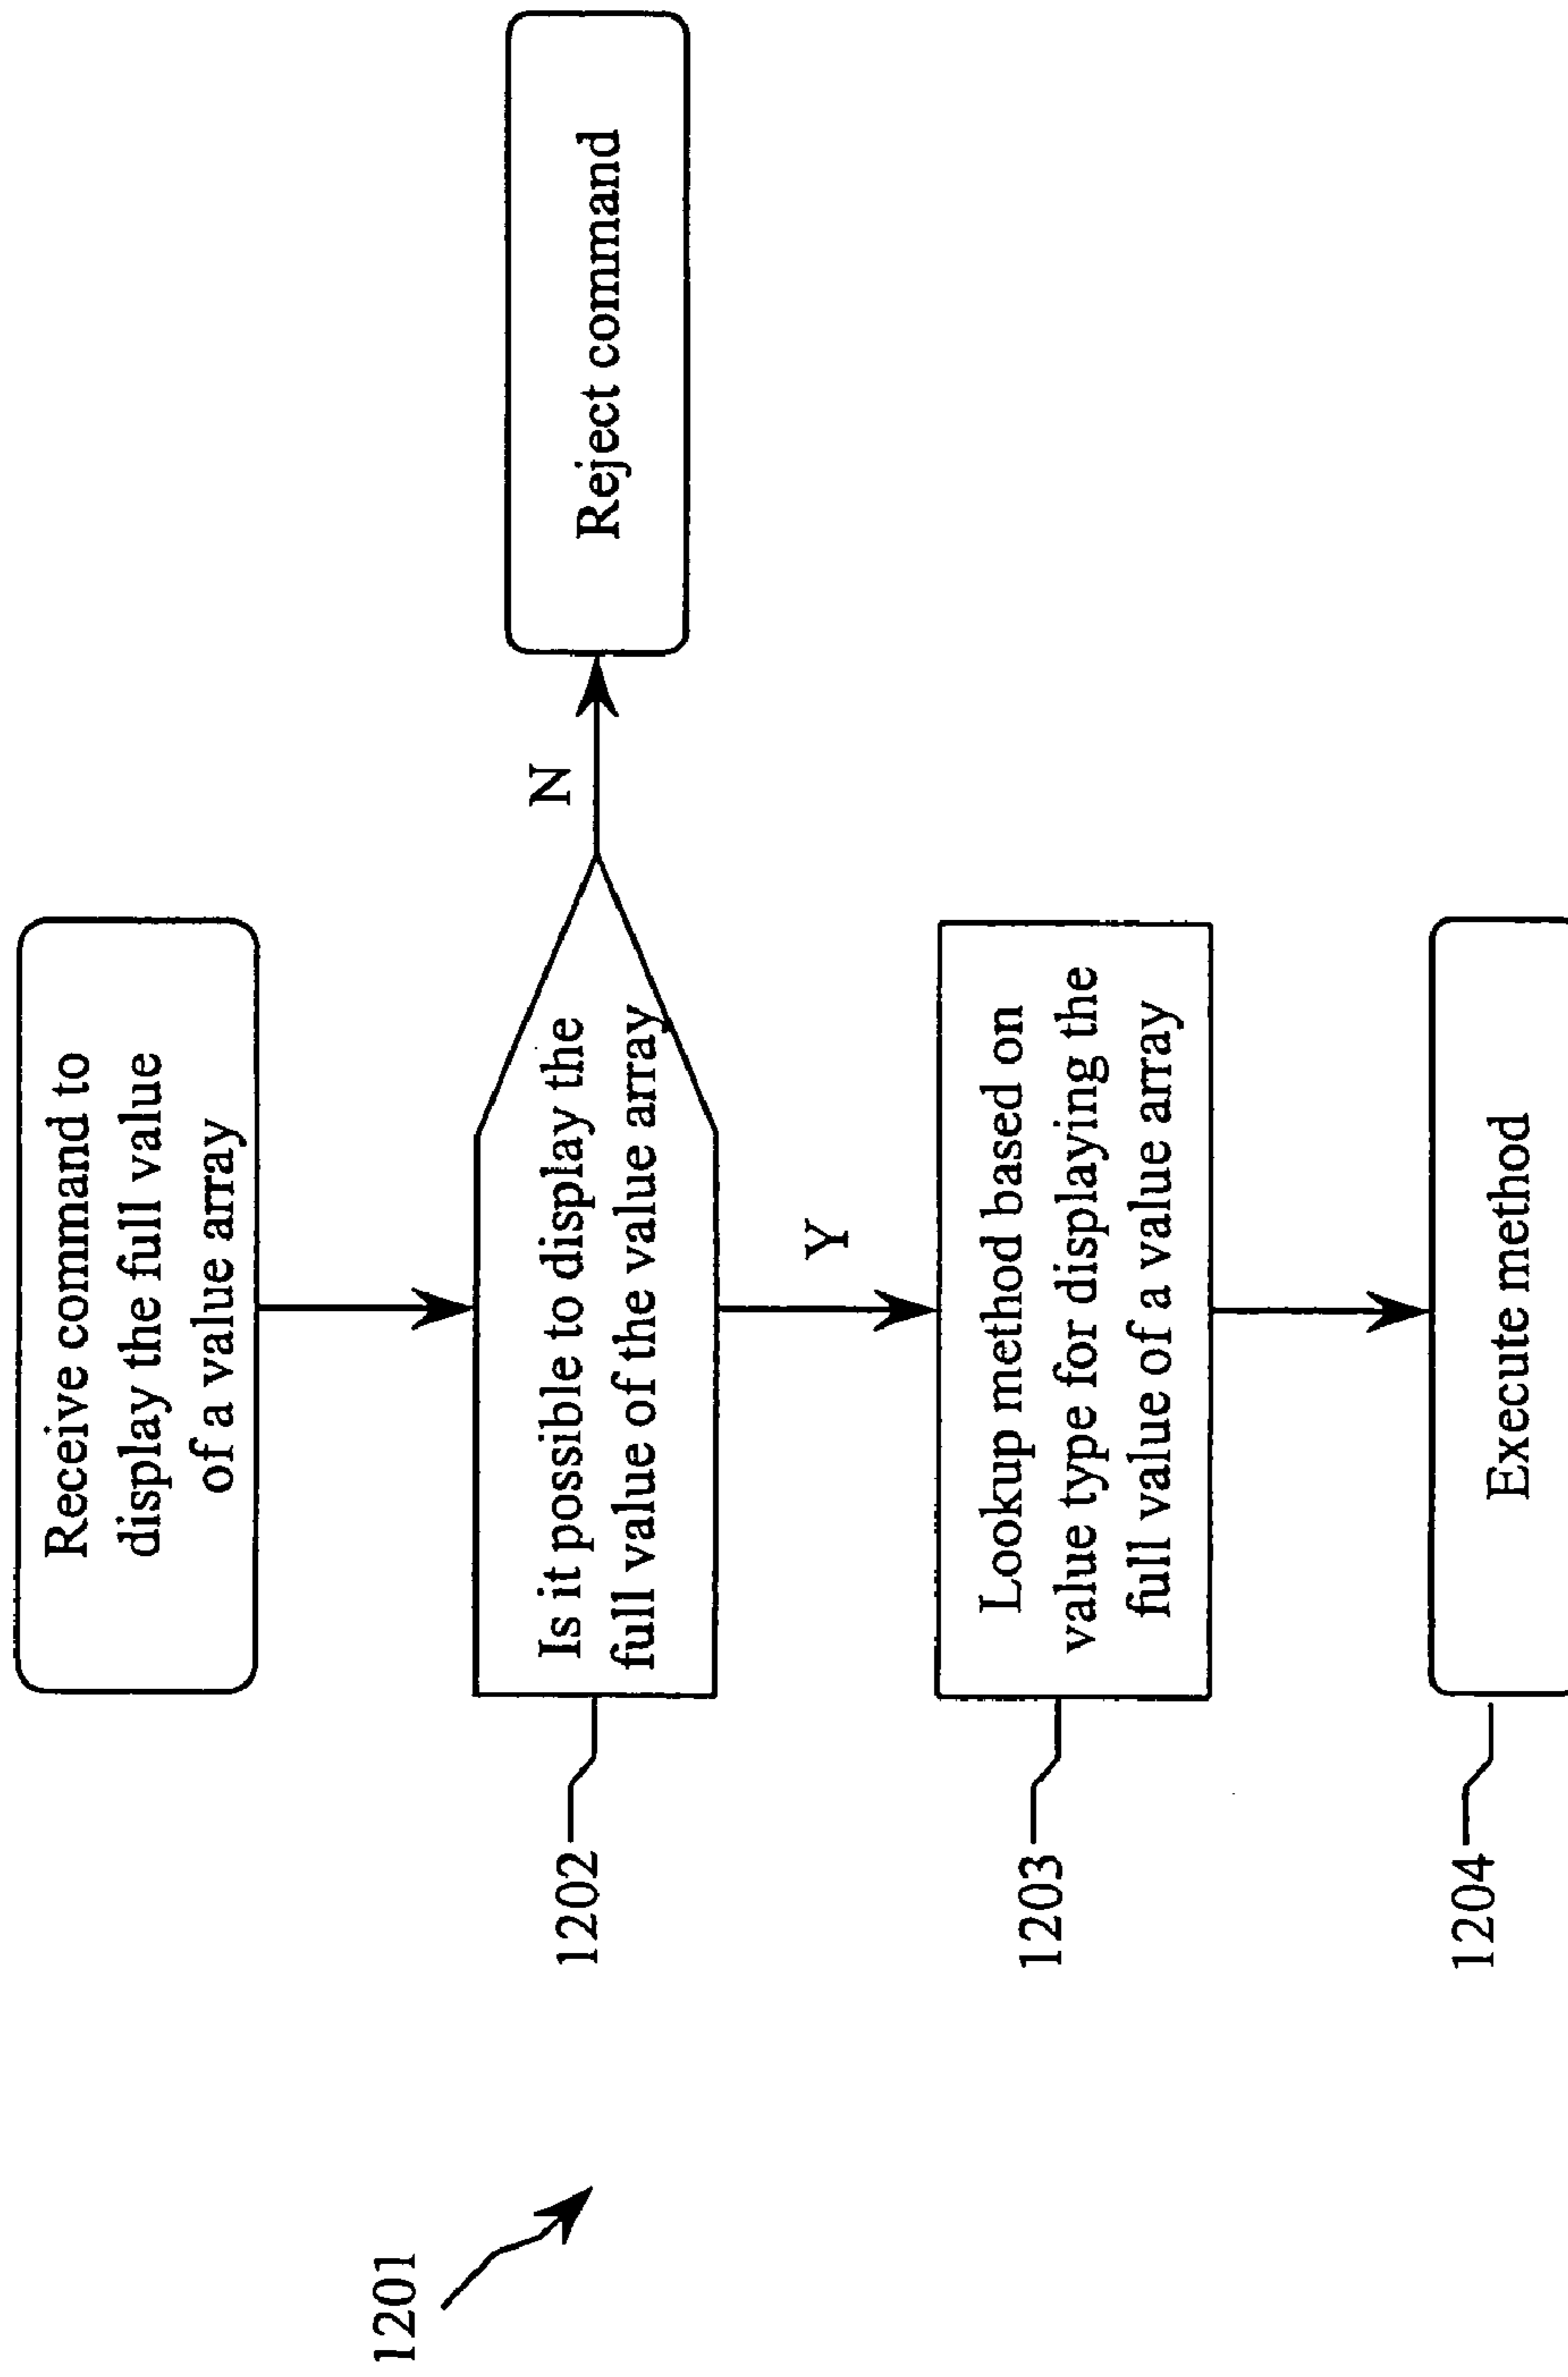 1201
Receive command to
display the full value
of a value array
1202
Is it possible to display the
full value of the value array
N
Reject command
Y
1203
Lookup method based on
value type for displaying the
full value of a value array
1204
Execute method